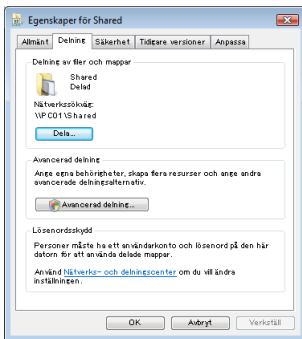 Egenskaper för Shared
Allmänt Delning Säkerhet Tidigare versioner Anpassa
Delning av filer och mappar
Shared
Delad
Nätverkssökväg:
\\PC01\Shared
Dela...
Avancerad delning
Ange egna behörigheter, skapa flera resurser och ange andra
avancerade delningsalternativ.
Avancerad delning...
Lösenordsskydd
Personer måste ha ett användarkonto och lösenord på den här
datorn för att använda delade mappar.
Använd Nätverks- och delningscenter om du vill ändra
inställningen.
OK Avbryt Verkställ